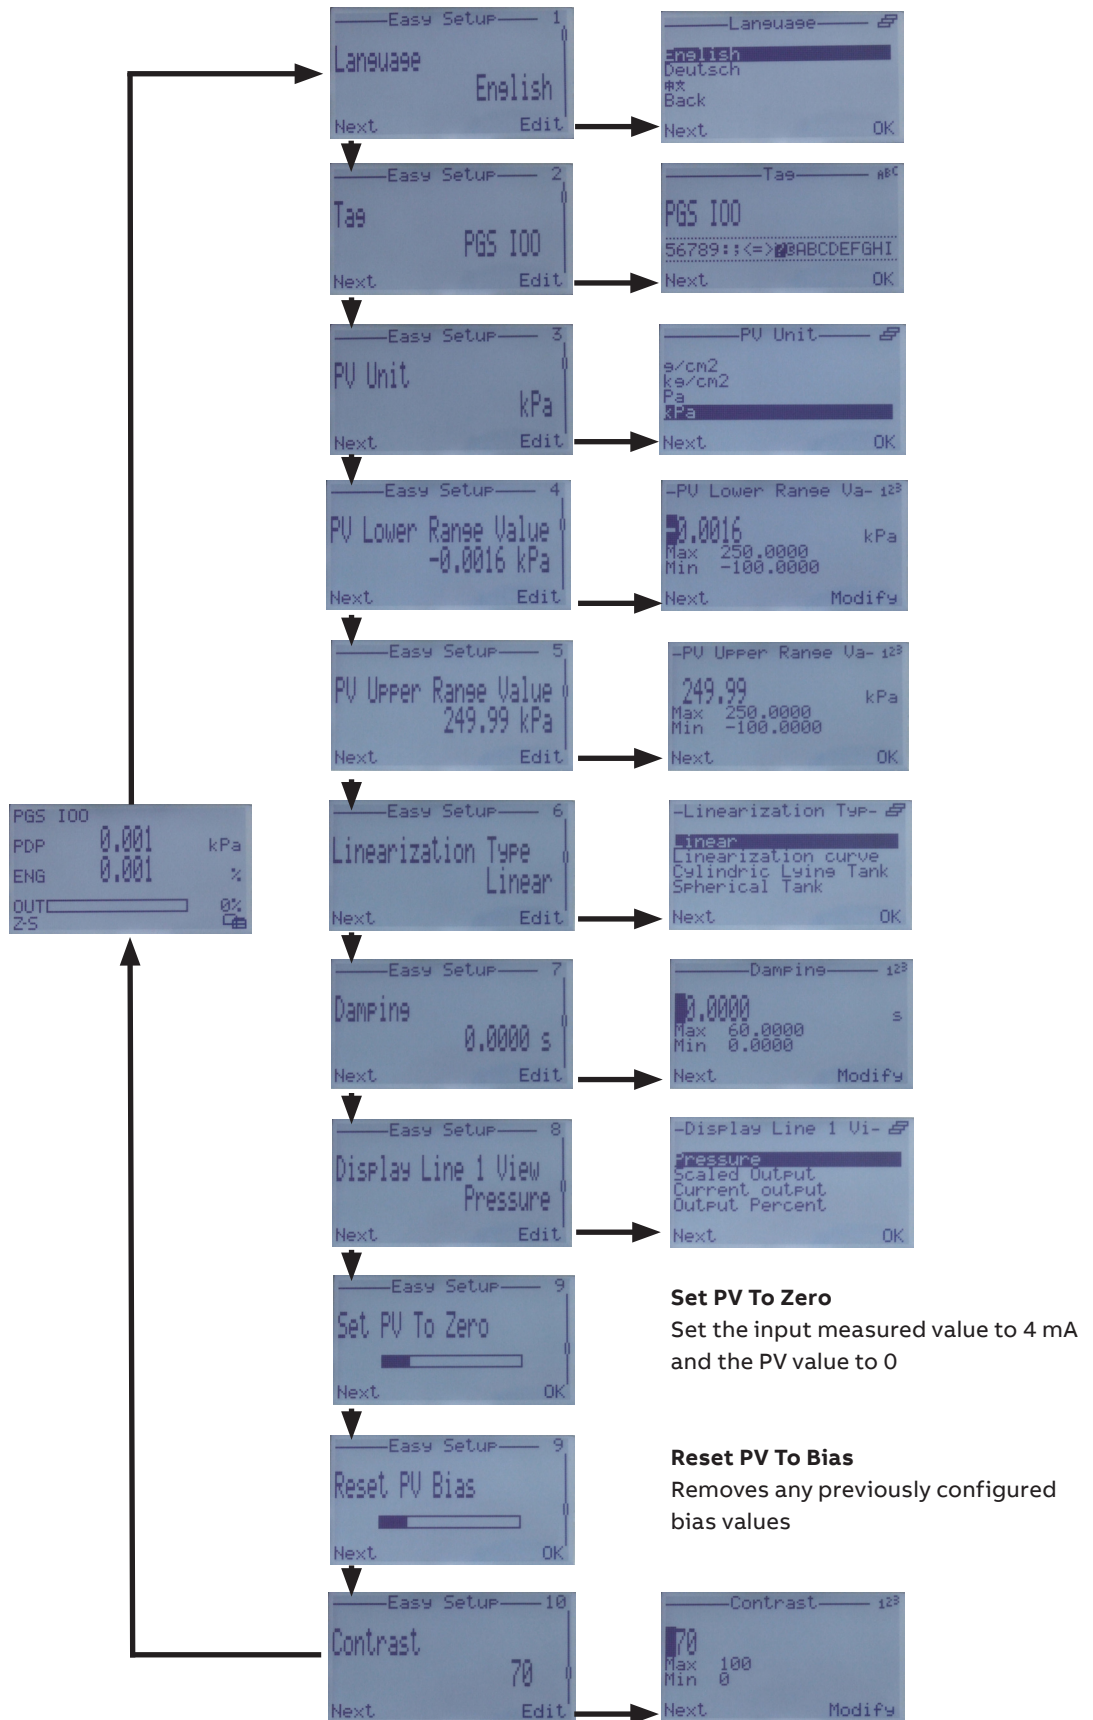 Easy Setup 1
Language
English
Next Edit
Language
English
Deutsch
中文
Back
Next OK
Easy Setup 2
Tag
PGS 100
Next Edit
Tag ABC
PGS 100
56789:;<=>?@ABCDEFGHI
Next OK
Easy Setup 3
PV Unit
kPa
Next Edit
PV Unit
g/cm2
kg/cm2
Pa
kPa
Next OK
Easy Setup 4
PV Lower Range Value
-0.0016 kPa
Next Edit
-PV Lower Range Va- 123
-0.0016 kPa
Max 250.0000
Min -100.0000
Next Modify
Easy Setup 5
PV Upper Range Value
249.99 kPa
Next Edit
-PV Upper Range Va- 123
249.99 kPa
Max 250.0000
Min -100.0000
Next OK
PGS 100
PDP 0.001 kPa
ENG 0.001 %
OUT 0%
Z-S
Easy Setup 6
Linearization Type
Linear
Next Edit
-Linearization Typ-
Linear
Linearization curve
Cylindric Lying Tank
Spherical Tank
Next OK
Easy Setup 7
Damping
0.0000 s
Next Edit
Damping 123
0.0000 s
Max 60.0000
Min 0.0000
Next Modify
Easy Setup 8
Display Line 1 View
Pressure
Next Edit
-Display Line 1 Vi-
Pressure
Scaled Output
Current output
Output Percent
Next OK
Easy Setup 9
Set PV To Zero
Next OK
Set PV To Zero
Set the input measured value to 4 mA
and the PV value to 0
Easy Setup 9
Reset PV Bias
Next OK
Reset PV To Bias
Removes any previously configured
bias values
Easy Setup 10
Contrast
70
Next Edit
Contrast 123
70
Max 100
Min 0
Next Modify